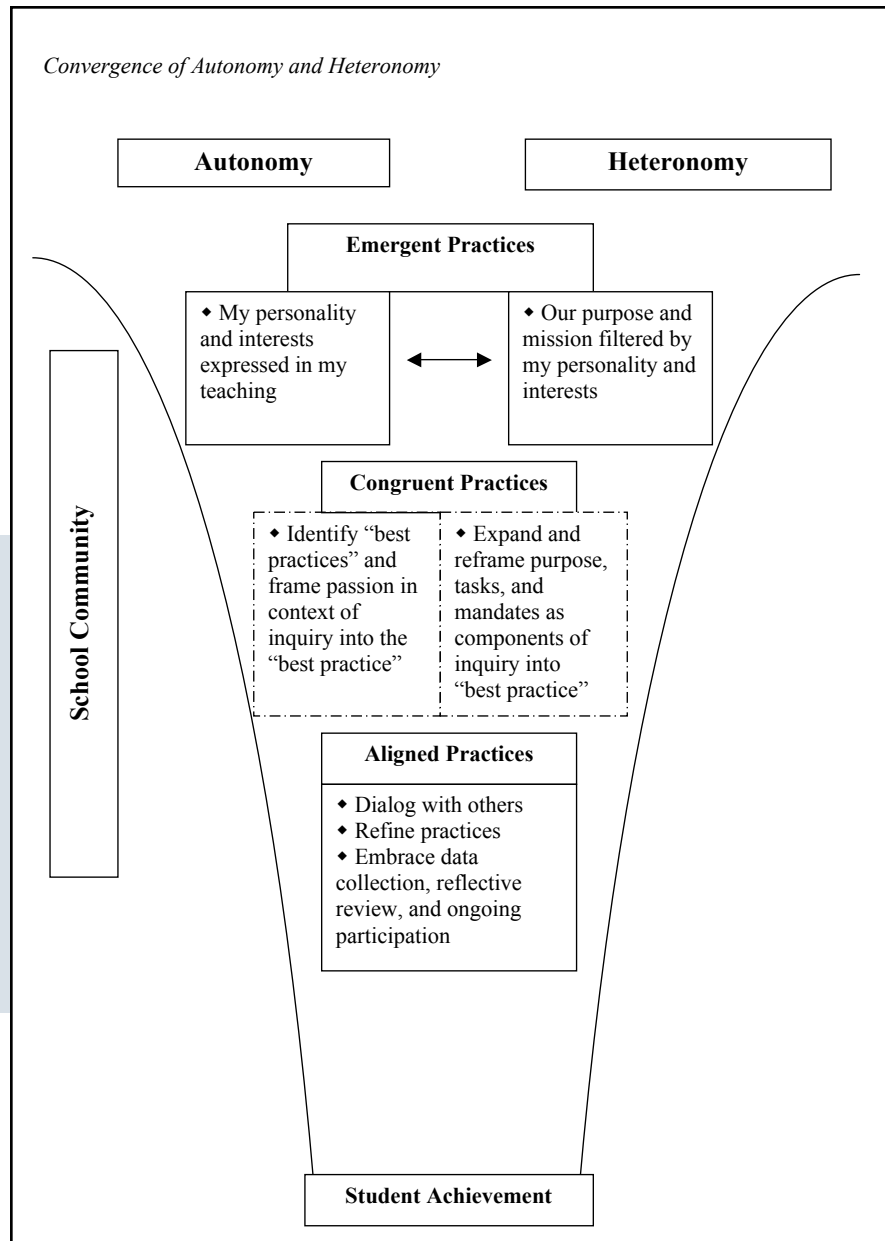 Convergence of Autonomy and Heteronomy
Autonomy
Heteronomy
Emergent Practices
◆ My personality
and interests
expressed in my
teaching
◆ Our purpose and
mission filtered by
my personality and
interests
School Community
Congruent Practices
◆ Identify “best
practices” and
frame passion in
context of
inquiry into the
“best practice”
◆ Expand and
reframe purpose,
tasks, and
mandates as
components of
inquiry into
“best practice”
Aligned Practices
◆ Dialog with others
◆ Refine practices
◆ Embrace data
collection, reflective
review, and ongoing
participation
Student Achievement